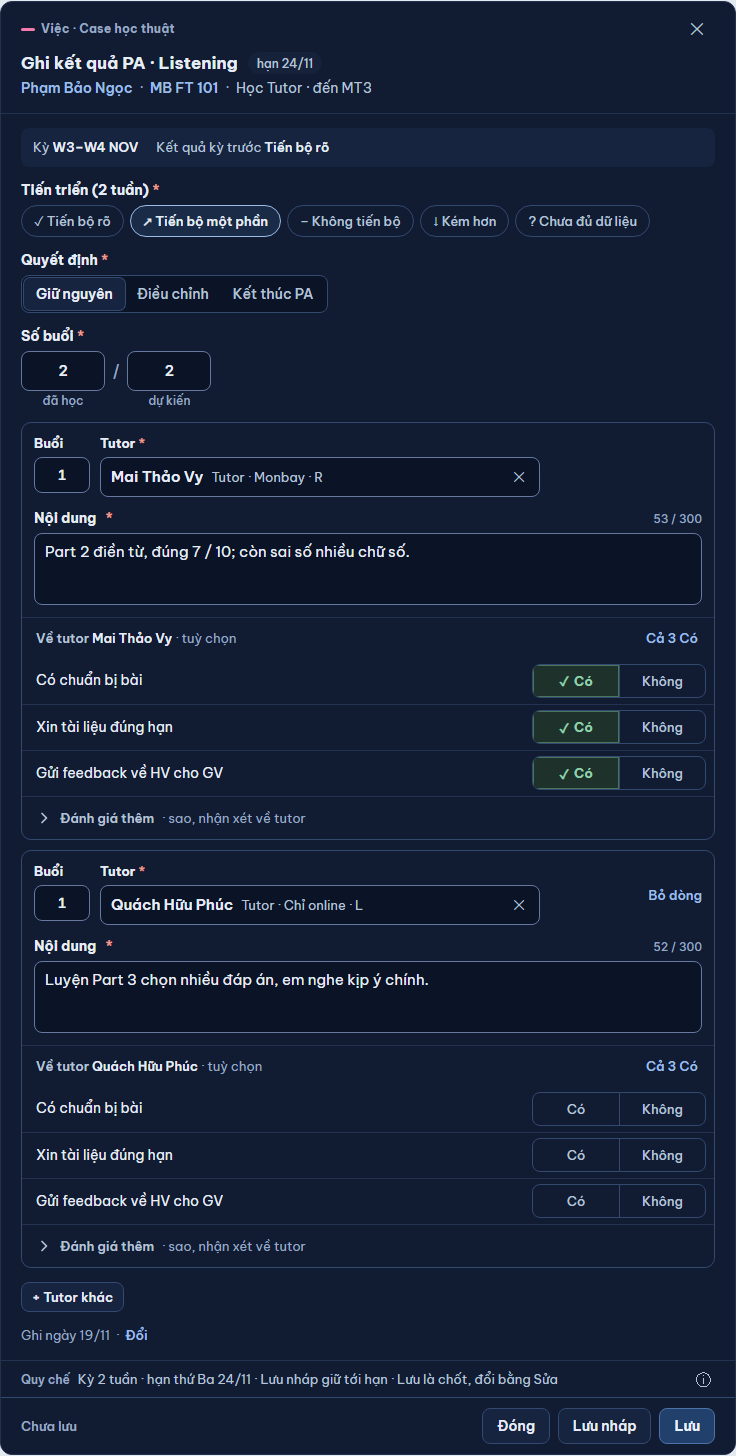 Việc · Case học thuật
Ghi kết quả PA · Listening hạn 24/11
Phạm Bảo Ngọc · MB FT 101 · Học Tutor · đến MT3
Kỳ W3–W4 NOV Kết quả kỳ trước Tiến bộ rõ
Tiến triển (2 tuần) *
✓ Tiến bộ rõ ↗ Tiến bộ một phần – Không tiến bộ ↓ Kém hơn ? Chưa đủ dữ liệu
Quyết định *
Giữ nguyên Điều chỉnh Kết thúc PA
Số buổi *
2 / 2
đã học dự kiến
Buổi Tutor *
1 Mai Thảo Vy Tutor · Monbay · R
Nội dung * 53 / 300
Part 2 điền từ, đúng 7 / 10; còn sai số nhiều chữ số.
Về tutor Mai Thảo Vy · tuỳ chọn Cả 3 Có
Có chuẩn bị bài ✓ Có Không
Xin tài liệu đúng hạn ✓ Có Không
Gửi feedback về HV cho GV ✓ Có Không
Đánh giá thêm · sao, nhận xét về tutor
Buổi Tutor *
1 Quách Hữu Phúc Tutor · Chỉ online · L Bỏ dòng
Nội dung * 52 / 300
Luyện Part 3 chọn nhiều đáp án, em nghe kịp ý chính.
Về tutor Quách Hữu Phúc · tuỳ chọn Cả 3 Có
Có chuẩn bị bài Có Không
Xin tài liệu đúng hạn Có Không
Gửi feedback về HV cho GV Có Không
Đánh giá thêm · sao, nhận xét về tutor
+ Tutor khác
Ghi ngày 19/11 · Đổi
Quy chế Kỳ 2 tuần · hạn thứ Ba 24/11 · Lưu nháp giữ tới hạn · Lưu là chốt, đổi bằng Sửa
Chưa lưu Đóng Lưu nháp Lưu